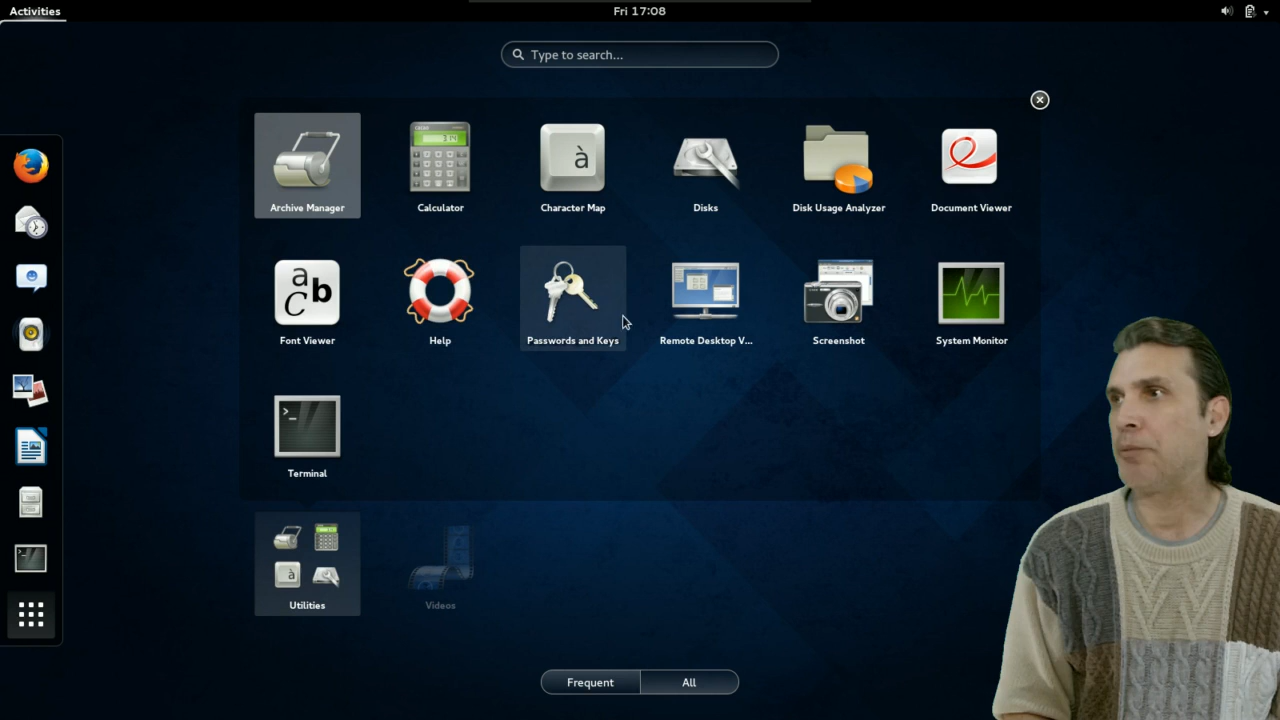 Activities
Fri 17:08
Type to search...
Archive Manager
Calculator
Character Map
Disks
Disk Usage Analyzer
Document Viewer
Font Viewer
Help
Passwords and Keys
Remote Desktop V...
Screenshot
System Monitor
Terminal
Utilities
Videos
Frequent
All